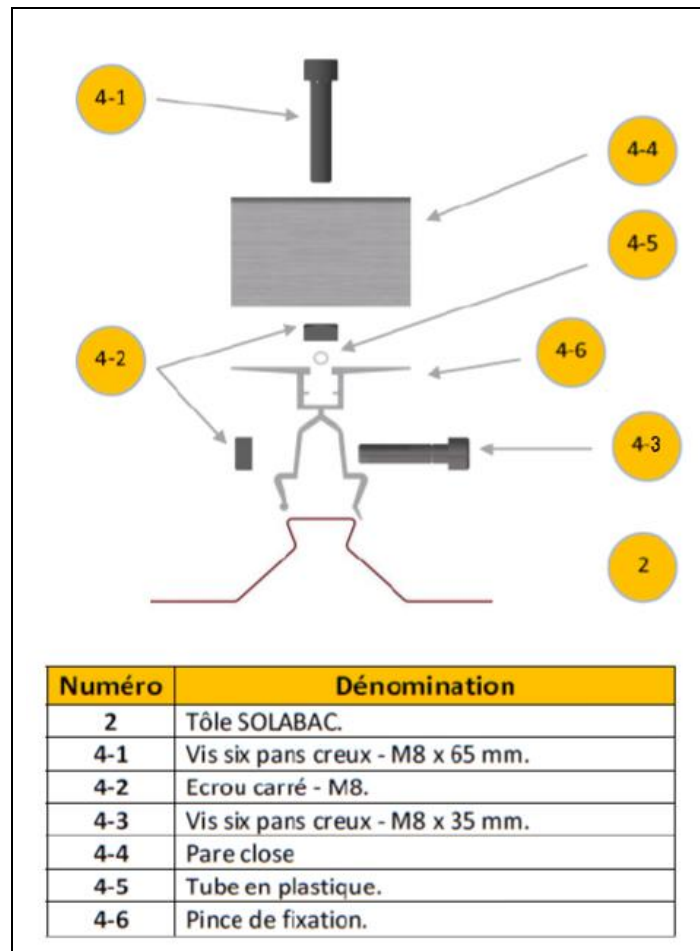 4-1
4-4
4-5
4-2
4-6
4-3
2
Numéro Dénomination
2 Tôle SOLABAC.
4-1 Vis six pans creux - M8 x 65 mm.
4-2 Ecrou carré - M8.
4-3 Vis six pans creux - M8 x 35 mm.
4-4 Pare close
4-5 Tube en plastique.
4-6 Pince de fixation.